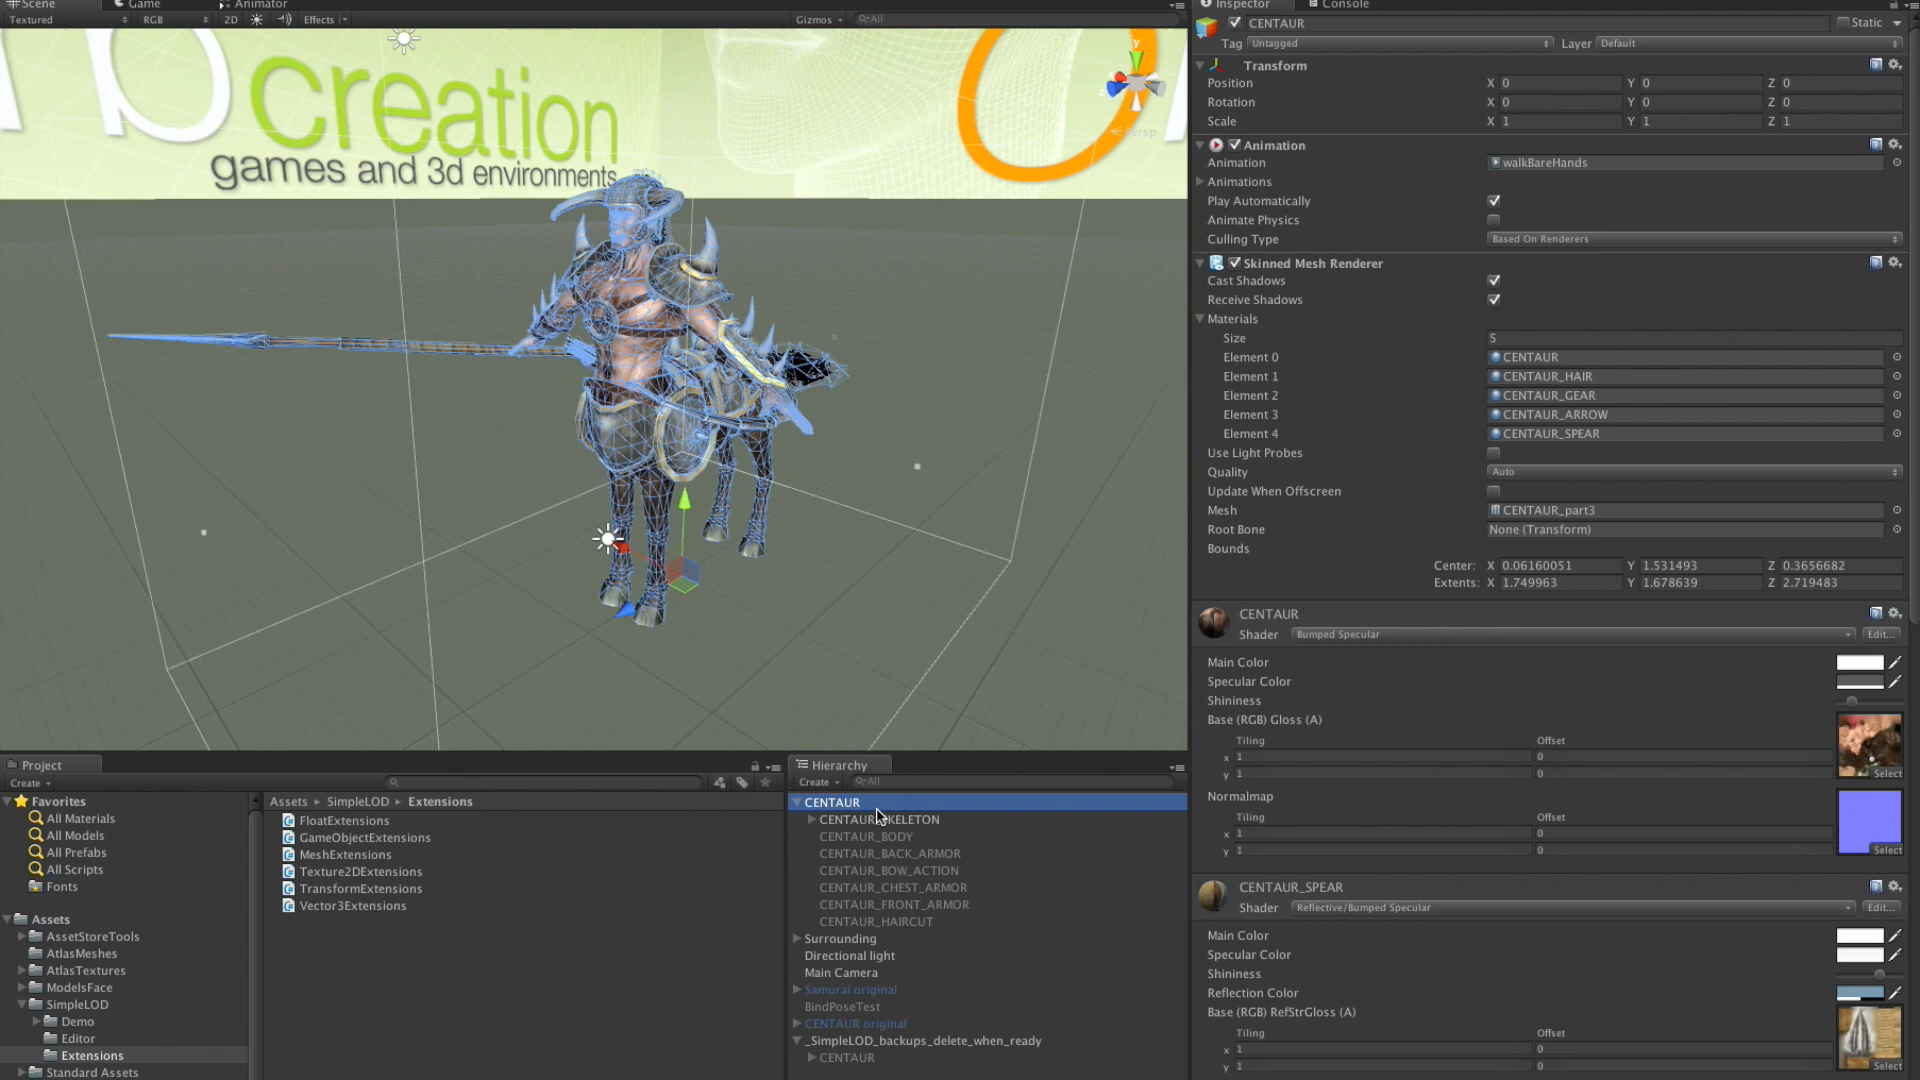 Scene
Game
Animator
Textured
RGB
2D
Effects
Gizmos
All
creation
games and 3d environments
y
Persp
Project
Create
Favorites
All Materials
All Models
All Prefabs
All Scripts
Fonts
Assets
AssetStoreTools
AtlasMeshes
AtlasTextures
ModelsFace
SimpleLOD
Demo
Editor
Extensions
Standard Assets
Assets ▸ SimpleLOD ▸ Extensions
FloatExtensions
GameObjectExtensions
MeshExtensions
Texture2DExtensions
TransformExtensions
Vector3Extensions
Hierarchy
Create
All
CENTAUR
CENTAUR_SKELETON
CENTAUR_BODY
CENTAUR_BACK_ARMOR
CENTAUR_BOW_ACTION
CENTAUR_CHEST_ARMOR
CENTAUR_FRONT_ARMOR
CENTAUR_HAIRCUT
Surrounding
Directional light
Main Camera
Samurai original
BindPoseTest
CENTAUR original
_SimpleLOD_backups_delete_when_ready
CENTAUR
Inspector
Console
CENTAUR
Static
Tag Untagged Layer Default
Transform
Position X 0 Y 0 Z 0
Rotation X 0 Y 0 Z 0
Scale X 1 Y 1 Z 1
Animation
Animation walkBareHands
Animations
Play Automatically
Animate Physics
Culling Type Based On Renderers
Skinned Mesh Renderer
Cast Shadows
Receive Shadows
Materials
Size 5
Element 0 CENTAUR
Element 1 CENTAUR_HAIR
Element 2 CENTAUR_GEAR
Element 3 CENTAUR_ARROW
Element 4 CENTAUR_SPEAR
Use Light Probes
Quality Auto
Update When Offscreen
Mesh CENTAUR_part3
Root Bone None (Transform)
Bounds
Center: X 0.06160051 Y 1.531493 Z 0.3656682
Extents: X 1.749963 Y 1.678639 Z 2.719483
CENTAUR
Shader Bumped Specular Edit...
Main Color
Specular Color
Shininess
Base (RGB) Gloss (A)
Tiling Offset
x 1 0
y 1 0
Select
Normalmap
Tiling Offset
x 1 0
y 1 0
Select
CENTAUR_SPEAR
Shader Reflective/Bumped Specular Edit...
Main Color
Specular Color
Shininess
Reflection Color
Base (RGB) RefStrGloss (A)
Tiling Offset
x 1 0
y 1 0
Select